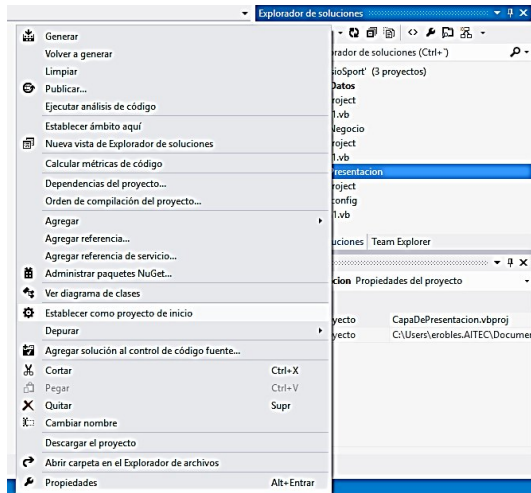 Explorador de soluciones
Generar
Volver a generar
Limpiar
Publicar...
Ejecutar análisis de código
Establecer ámbito aquí
Nueva vista de Explorador de soluciones
Calcular métricas de código
Dependencias del proyecto...
Orden de compilación del proyecto...
Agregar
Agregar referencia...
Agregar referencia de servicio...
Administrar paquetes NuGet...
Ver diagrama de clases
Establecer como proyecto de inicio
Depurar
Agregar solución al control de código fuente...
Cortar Ctrl+X
Pegar Ctrl+V
Quitar Supr
Cambiar nombre
Descargar el proyecto
Abrir carpeta en el Explorador de archivos
Propiedades Alt+Entrar
rador de soluciones (Ctrl+`)
sioSport' (3 proyectos)
Datos
roject
1.vb
Negocio
roject
1.vb
Presentacion
roject
config
1.vb
uciones Team Explorer
cion Propiedades del proyecto
yecto CapaDePresentacion.vbproj
yecto C:\Users\erobles.AITEC\Docume